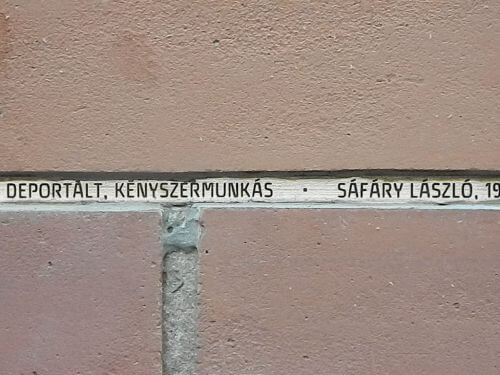 DEPORTÁLT, KÉNYSZERMUNKÁS · SÁFÁRY LÁSZLÓ, 19